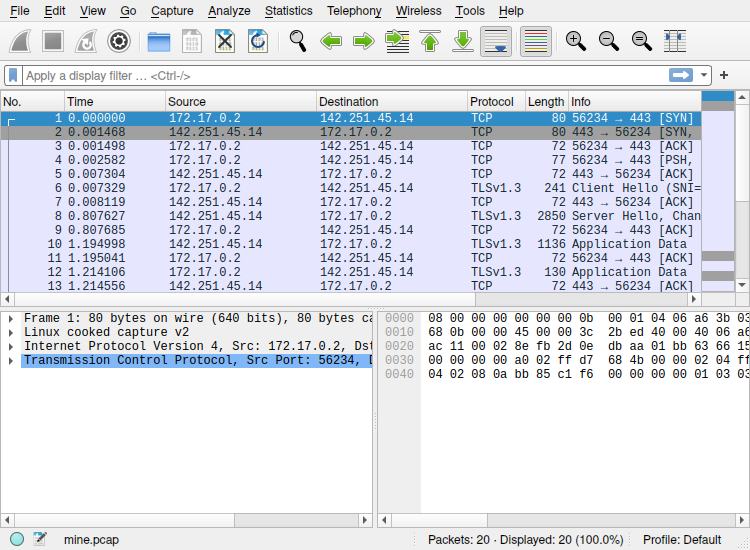 File Edit View Go Capture Analyze Statistics Telephony Wireless Tools Help
Apply a display filter … <Ctrl-/>
No. Time Source Destination Protocol Length Info
1 0.000000 172.17.0.2 142.251.45.14 TCP 80 56234 → 443 [SYN]
2 0.001468 142.251.45.14 172.17.0.2 TCP 80 443 → 56234 [SYN,
3 0.001498 172.17.0.2 142.251.45.14 TCP 72 56234 → 443 [ACK]
4 0.002582 172.17.0.2 142.251.45.14 TCP 77 56234 → 443 [PSH,
5 0.007304 142.251.45.14 172.17.0.2 TCP 72 443 → 56234 [ACK]
6 0.007329 172.17.0.2 142.251.45.14 TLSv1.3 241 Client Hello (SNI=
7 0.008119 142.251.45.14 172.17.0.2 TCP 72 443 → 56234 [ACK]
8 0.807627 142.251.45.14 172.17.0.2 TLSv1.3 2850 Server Hello, Chan
9 0.807685 172.17.0.2 142.251.45.14 TCP 72 56234 → 443 [ACK]
10 1.194998 142.251.45.14 172.17.0.2 TLSv1.3 1136 Application Data
11 1.195041 172.17.0.2 142.251.45.14 TCP 72 56234 → 443 [ACK]
12 1.214106 172.17.0.2 142.251.45.14 TLSv1.3 130 Application Data
13 1.214556 142.251.45.14 172.17.0.2 TCP 72 443 → 56234 [ACK]
Frame 1: 80 bytes on wire (640 bits), 80 bytes ca
Linux cooked capture v2
Internet Protocol Version 4, Src: 172.17.0.2, Dst
Transmission Control Protocol, Src Port: 56234, D
0000 08 00 00 00 00 00 00 0b 00 01 04 06 a6 3b 03
0010 68 0b 00 00 45 00 00 3c 2b ed 40 00 40 06 a6
0020 ac 11 00 02 8e fb 2d 0e db aa 01 bb 63 66 15
0030 00 00 00 00 a0 02 ff d7 68 4b 00 00 02 04 ff
0040 04 02 08 0a bb 85 c1 f6 00 00 00 00 01 03 03
mine.pcap Packets: 20 · Displayed: 20 (100.0%) Profile: Default